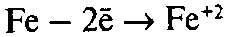 Fe − 2ē → Fe⁺²